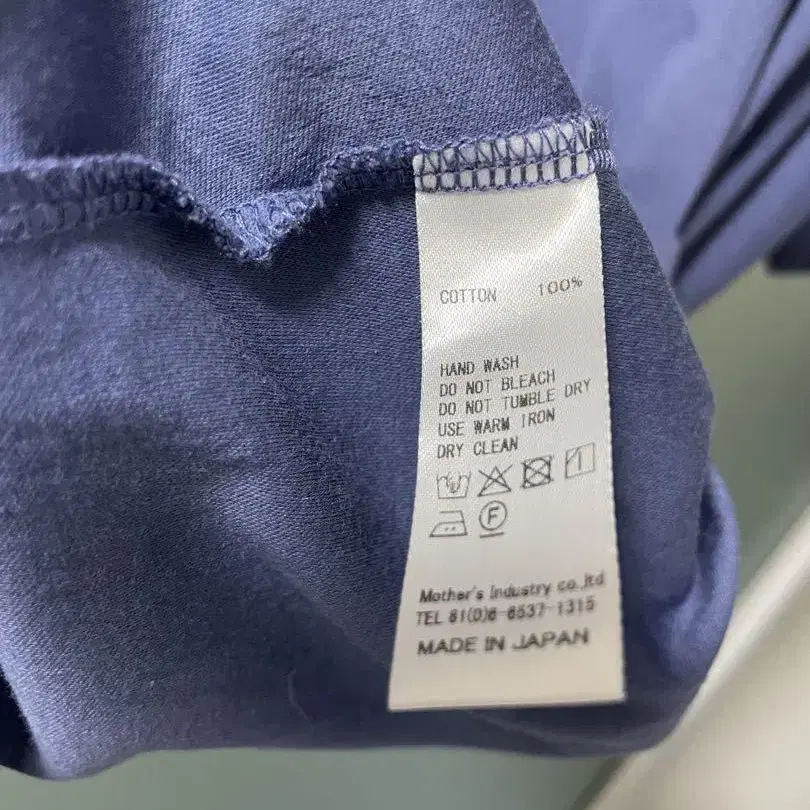 COTTON 100%
HAND WASH
DO NOT BLEACH
DO NOT TUMBLE DRY
USE WARM IRON
DRY CLEAN
F
Mother's Industry co.,ltd
TEL 81(0)6-6537-1315
MADE IN JAPAN